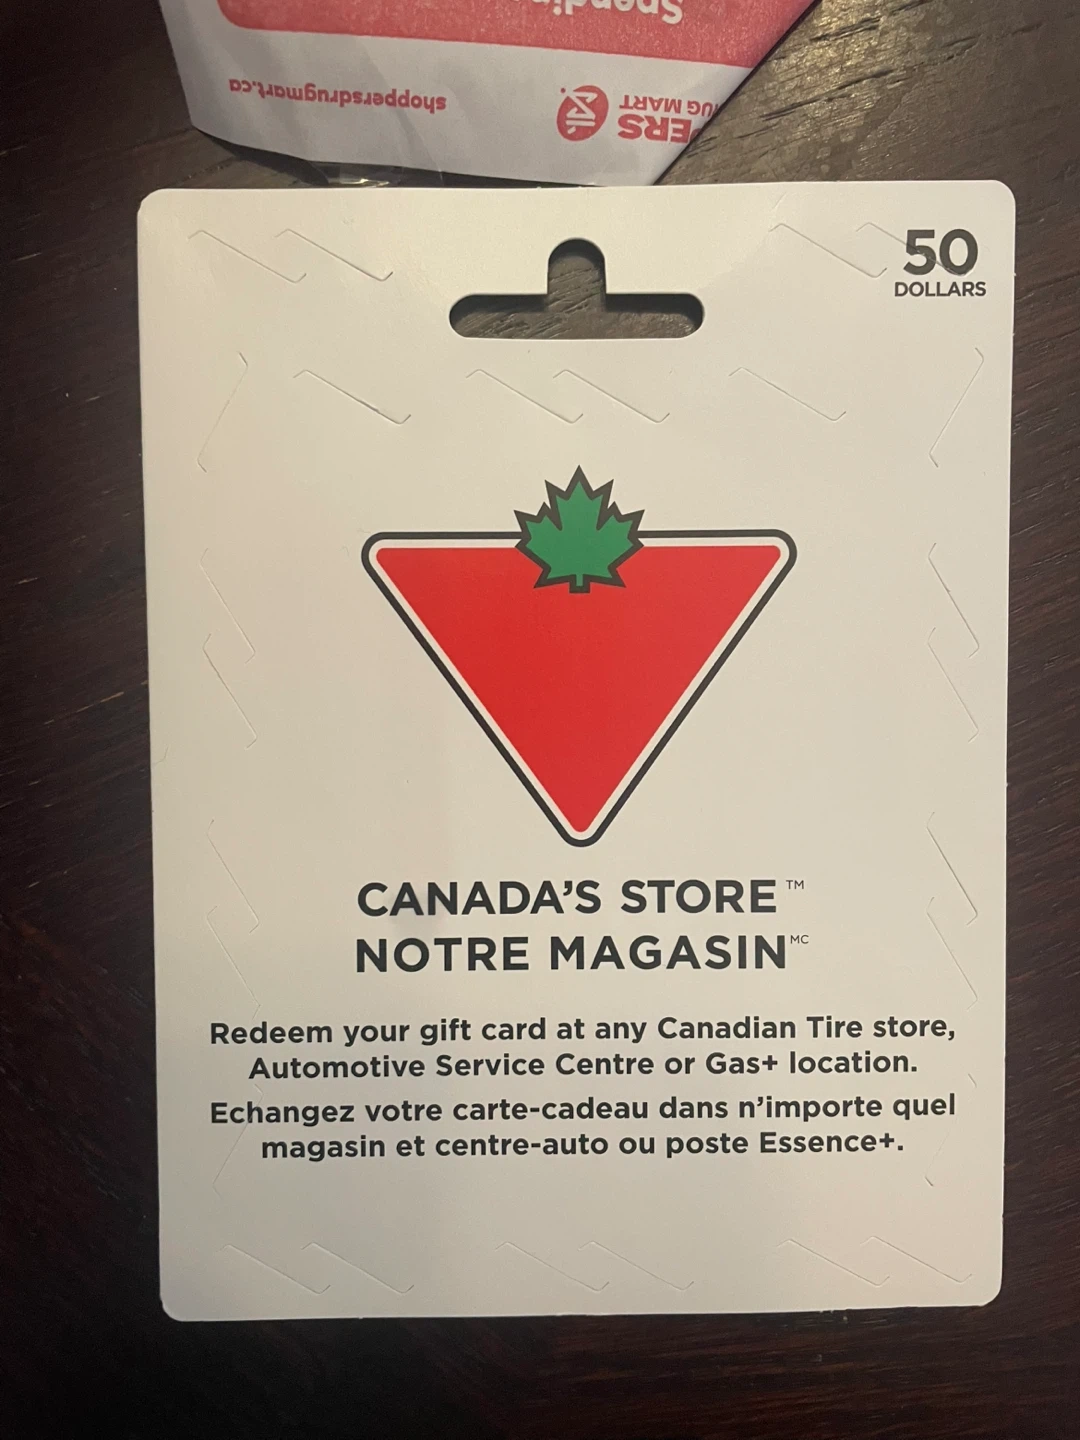 shoppersdrugmart.ca
MART
50
DOLLARS
CANADA'S STORE™
NOTRE MAGASIN MC
Redeem your gift card at any Canadian Tire store,
Automotive Service Centre or Gas+ location.
Echangez votre carte-cadeau dans n'importe quel
magasin et centre-auto ou poste Essence+.